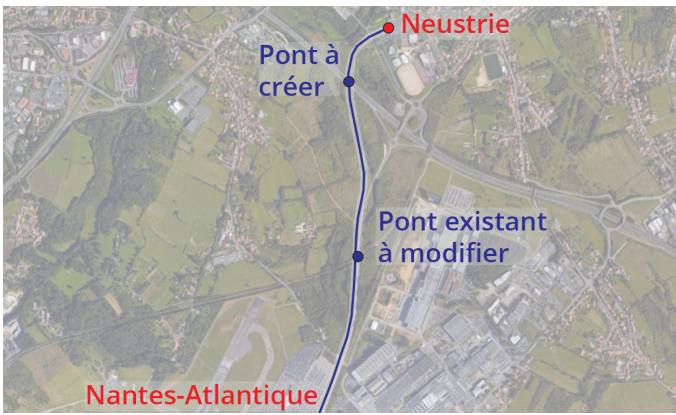 Neustrie
Pont à
créer
Pont existant
à modifier
Nantes-Atlantique